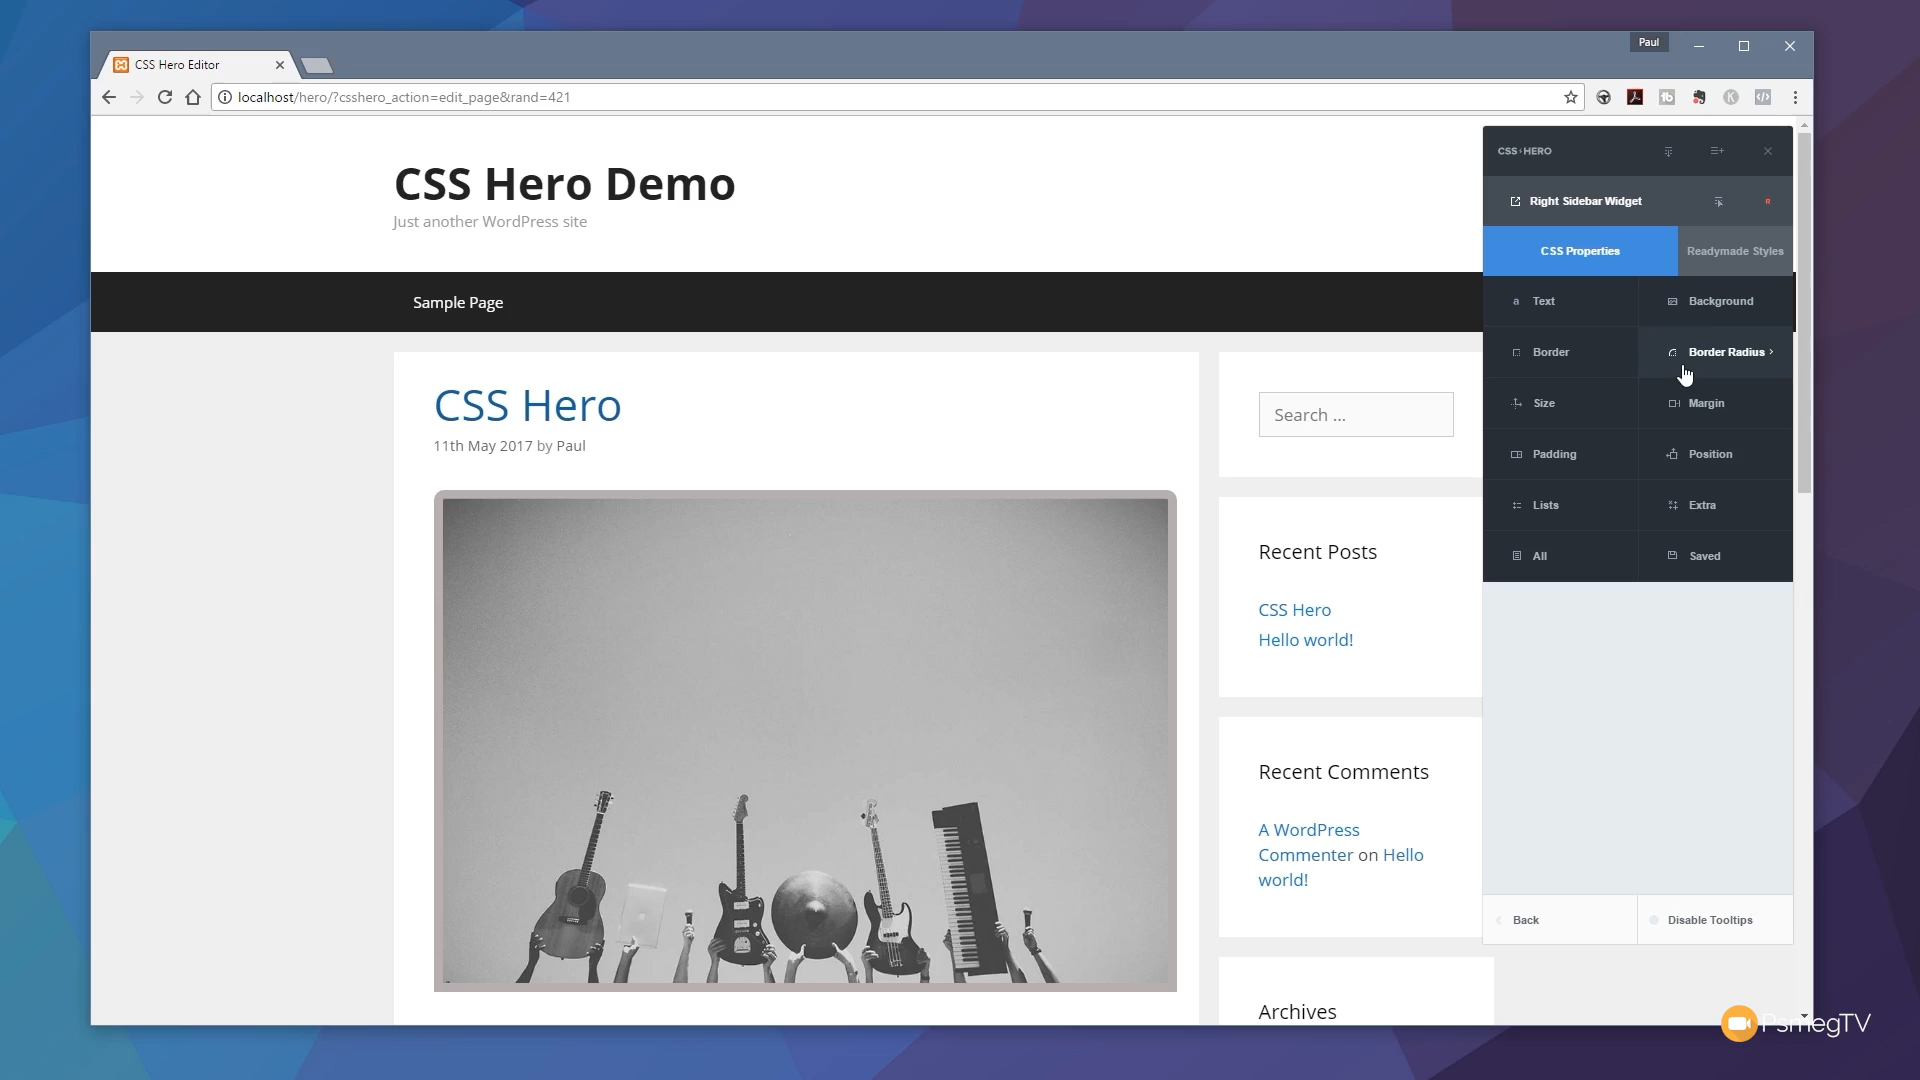 Paul
CSS Hero Editor
localhost/hero/?csshero_action=edit_page&rand=421
CSS Hero Demo
Just another WordPress site
Sample Page
CSS Hero
11th May 2017 by Paul
Search ...
Recent Posts
CSS Hero
Hello world!
Recent Comments
A WordPress
Commenter on Hello
world!
Archives
CSS HERO
Right Sidebar Widget
CSS Properties
Readymade Styles
a Text
Background
Border
Border Radius ›
Size
Margin
Padding
Position
Lists
Extra
All
Saved
Back
Disable Tooltips
PsmegTV